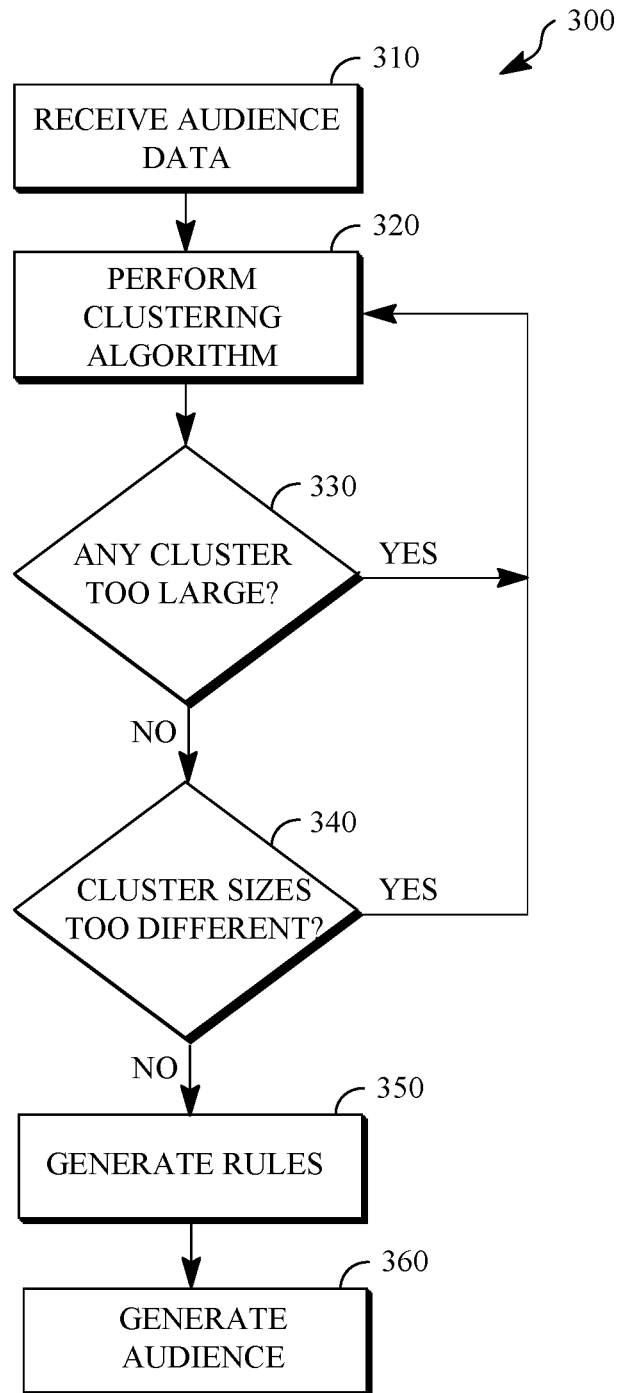 300
310
RECEIVE AUDIENCE
DATA
320
PERFORM
CLUSTERING
ALGORITHM
330
ANY CLUSTER
TOO LARGE?
YES
NO
340
CLUSTER SIZES
TOO DIFFERENT?
YES
NO
350
GENERATE RULES
360
GENERATE
AUDIENCE